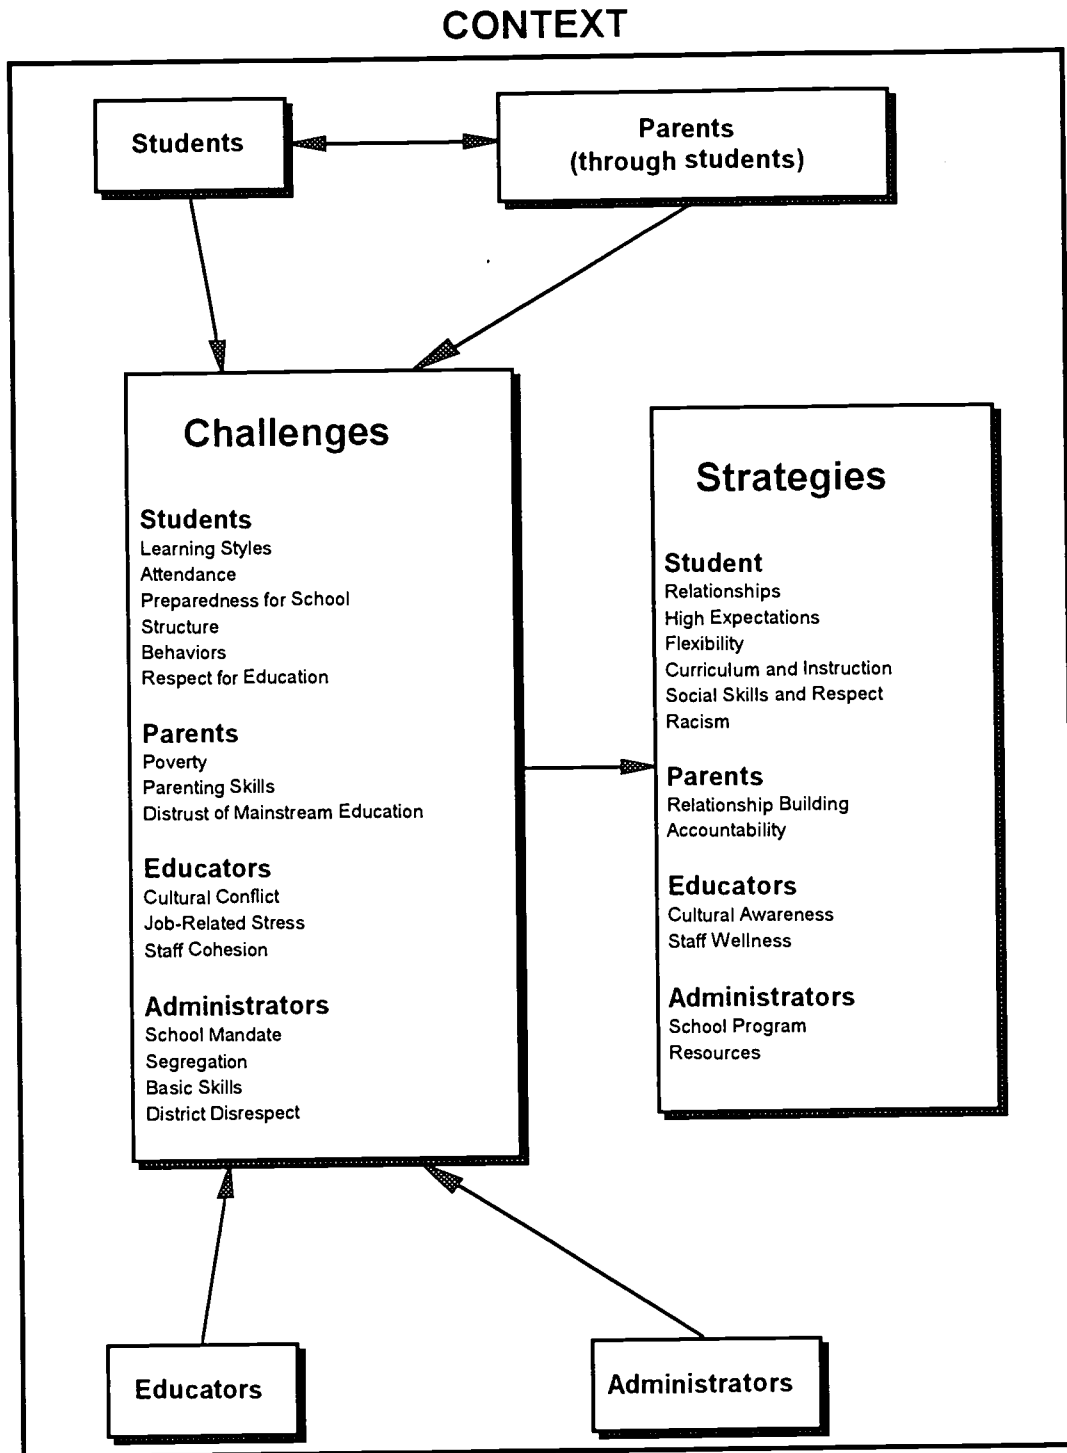 CONTEXT
Students
Parents
(through students)
Challenges
Students
Learning Styles
Attendance
Preparedness for School
Structure
Behaviors
Respect for Education
Parents
Poverty
Parenting Skills
Distrust of Mainstream Education
Educators
Cultural Conflict
Job-Related Stress
Staff Cohesion
Administrators
School Mandate
Segregation
Basic Skills
District Disrespect
Strategies
Student
Relationships
High Expectations
Flexibility
Curriculum and Instruction
Social Skills and Respect
Racism
Parents
Relationship Building
Accountability
Educators
Cultural Awareness
Staff Wellness
Administrators
School Program
Resources
Educators
Administrators